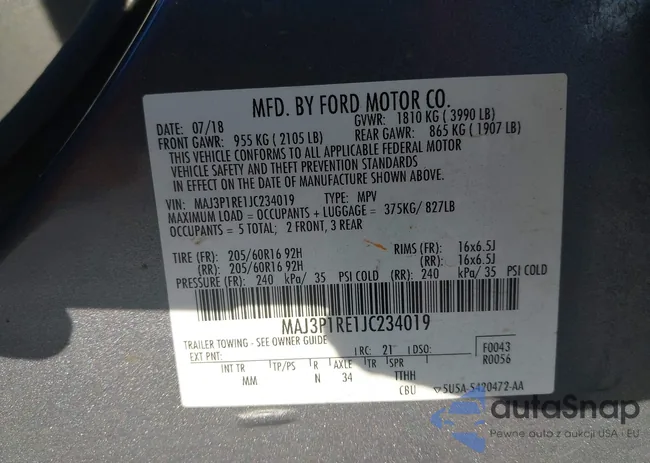 MFD. BY FORD MOTOR CO.
DATE: 07/18 GVWR: 1810 KG ( 3990 LB)
FRONT GAWR: 955 KG ( 2105 LB) REAR GAWR: 865 KG ( 1907 LB)
THIS VEHICLE CONFORMS TO ALL APPLICABLE FEDERAL MOTOR
VEHICLE SAFETY AND THEFT PREVENTION STANDARDS
IN EFFECT ON THE DATE OF MANUFACTURE SHOWN ABOVE.
VIN: MAJ3P1RE1JC234019 TYPE: MPV
MAXIMUM LOAD = OCCUPANTS + LUGGAGE = 375KG/ 827LB
OCCUPANTS = 5 TOTAL; 2 FRONT, 3 REAR
TIRE (FR): 205/60R16 92H RIMS (FR): 16x6.5J
(RR): 205/60R16 92H (RR): 16x6.5J
PRESSURE (FR): 240 kPa/ 35 PSI COLD (RR): 240 kPa/ 35 PSI COLD
MAJ3P1RE1JC234019
TRAILER TOWING - SEE OWNER GUIDE
EXT PNT: RC: 21 DSO: F0043
R0056
INT TR TP/PS R AXLE TR SPR
MM N 34 TTHH
CBU 5U5A-5420472-AA
autoSnap
Pewne auto z aukcji USA - EU